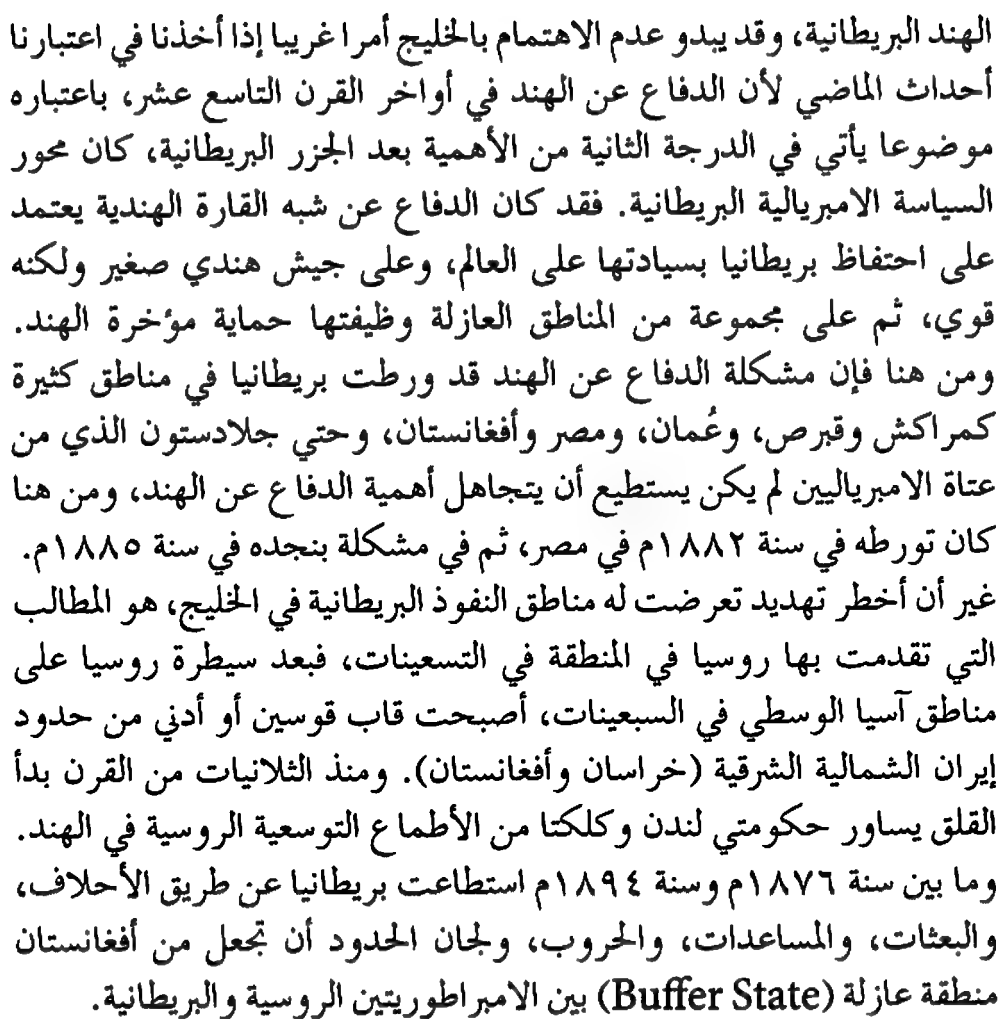 الهند البريطانية، وقد يبدو عدم الاهتمام بالخليج أمرا غريبا إذا أخذنا في اعتبارنا
أحداث الماضي لأن الدفاع عن الهند في أواخر القرن التاسع عشر، باعتباره
موضوعا يأتي في الدرجة الثانية من الأهمية بعد الجزر البريطانية، كان محور
السياسة الامبريالية البريطانية. فقد كان الدفاع عن شبه القارة الهندية يعتمد
على احتفاظ بريطانيا بسيادتها على العالم، وعلى جيش هندي صغير ولكنه
قوي، ثم على مجموعة من المناطق العازلة وظيفتها حماية مؤخرة الهند.
ومن هنا فإن مشكلة الدفاع عن الهند قد ورطت بريطانيا في مناطق كثيرة
كمراكش وقبرص، وعُمان، ومصر وأفغانستان، وحتي جلادستون الذي من
عتاة الامبرياليين لم يكن يستطيع أن يتجاهل أهمية الدفاع عن الهند، ومن هنا
كان تورطه في سنة ١٨٨٢م في مصر، ثم في مشكلة بنجده في سنة ١٨٨٥م.
غير أن أخطر تهديد تعرضت له مناطق النفوذ البريطانية في الخليج، هو المطالب
التي تقدمت بها روسيا في المنطقة في التسعينات، فبعد سيطرة روسيا على
مناطق آسيا الوسطي في السبعينات، أصبحت قاب قوسين أو أدني من حدود
إيران الشمالية الشرقية (خراسان وأفغانستان). ومنذ الثلاثينات من القرن بدأ
القلق يساور حكومتي لندن وكلكتا من الأطماع التوسعية الروسية في الهند.
وما بين سنة ١٨٧٦م وسنة ١٨٩٤م استطاعت بريطانيا عن طريق الأحلاف،
والبعثات، والمساعدات، والحروب، ولجان الحدود أن تجعل من أفغانستان
منطقة عازلة (Buffer State) بين الامبراطوريتين الروسية والبريطانية.